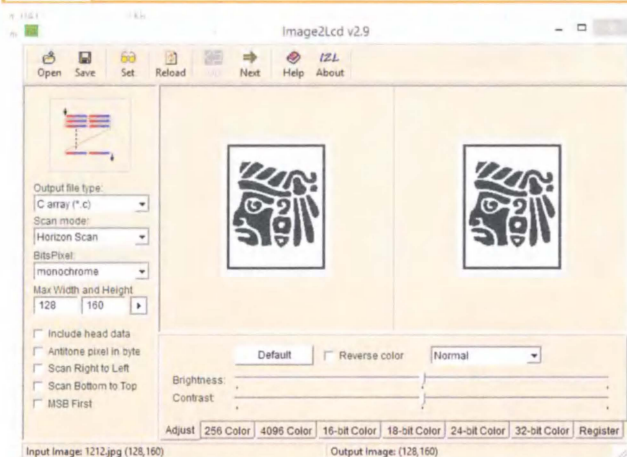 Image2Lcd v2.9
Open Save Set Reload Next Help About
Output file type:
C array (*.c)
Scan mode:
Horizon Scan
BitsPixel:
monochrome
Max Width and Height
128 160
Include head data
Antitone pixel in byte
Scan Right to Left
Scan Bottom to Top
MSB First
Default Reverse color Normal
Brightness:
Contrast:
Adjust 256 Color 4096 Color 16-bit Color 18-bit Color 24-bit Color 32-bit Color Register
Input Image: 1212.jpg (128,160) Output Image: (128,160)